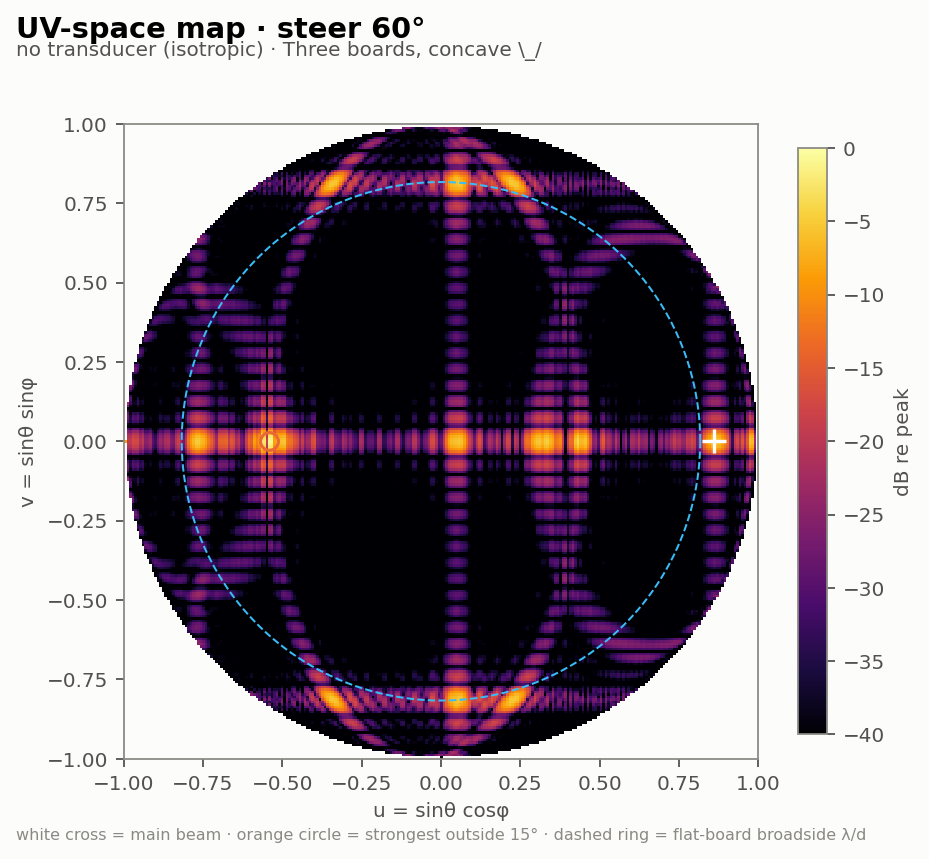 UV-space map · steer 60°
no transducer (isotropic) · Three boards, concave \_/
1.00
0.75
0.50
0.25
0.00
−0.25
−0.50
−0.75
−1.00
v = sinθ sinφ
−1.00 −0.75 −0.50 −0.25 0.00 0.25 0.50 0.75 1.00
u = sinθ cosφ
0
−5
−10
−15
−20
−25
−30
−35
−40
dB re peak
white cross = main beam · orange circle = strongest outside 15° · dashed ring = flat-board broadside λ/d